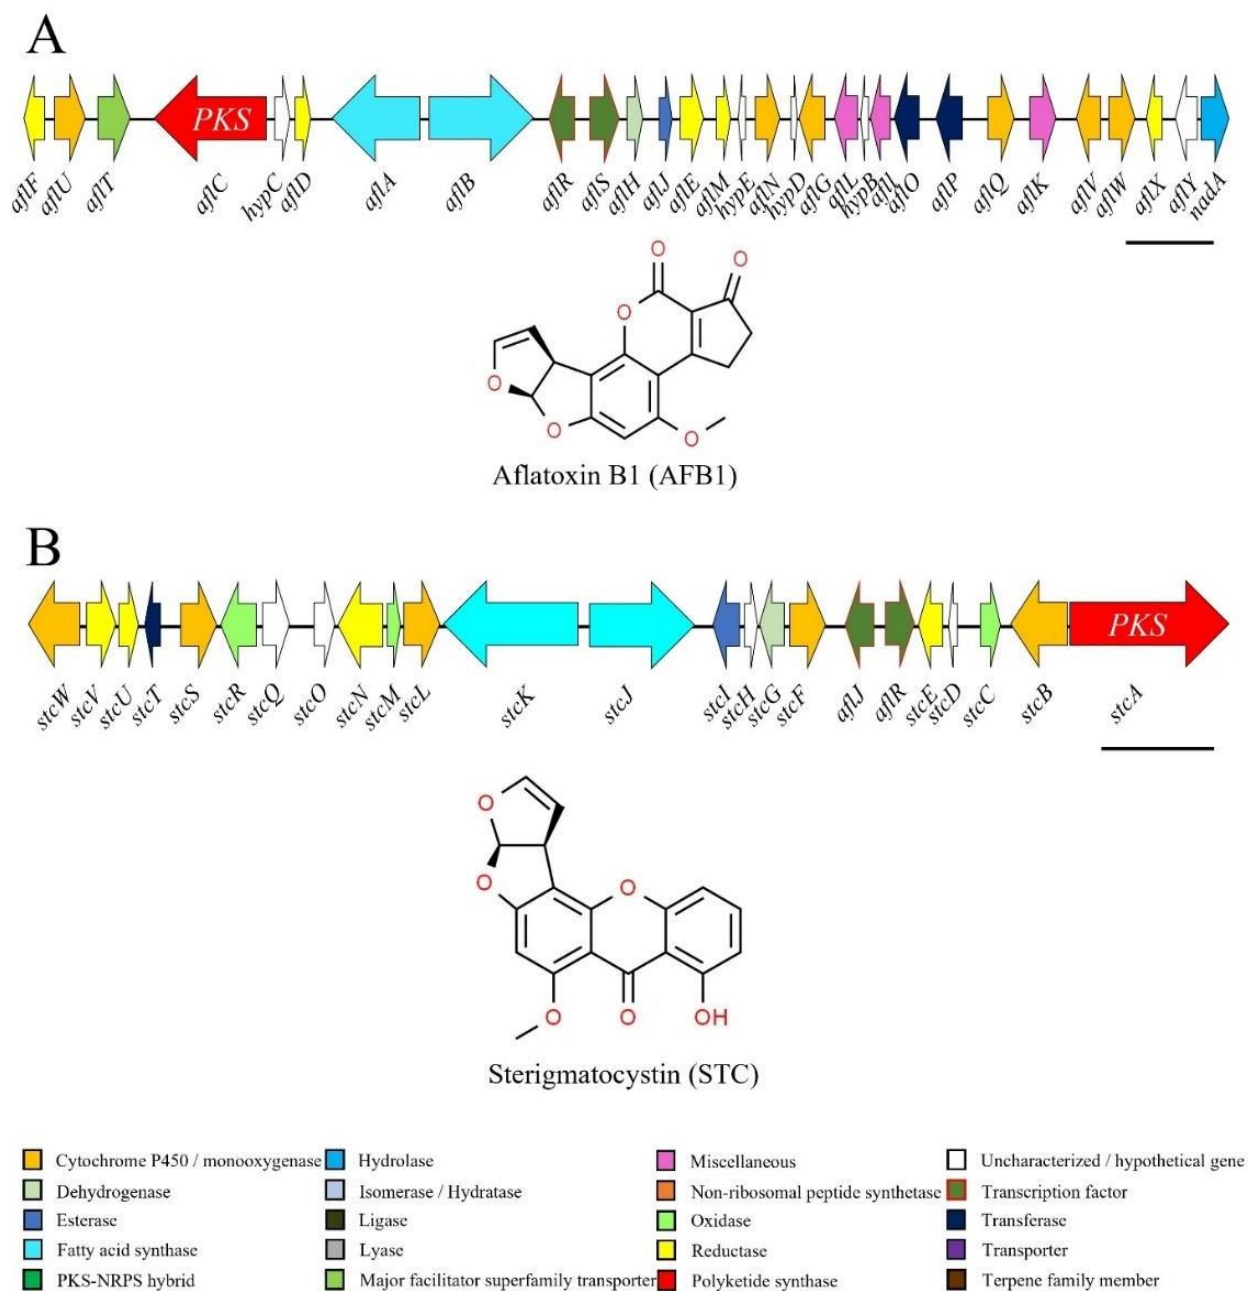 A
PKS
aflF aflU aflT aflC hypC aflD aflA aflB aflR aflS aflH aflJ aflE aflM hypE aflN hypD aflG aflL hypB aflI aflO aflP aflQ aflK aflV aflW aflX aflY nadA
O O
O
O
O O
Aflatoxin B1 (AFB1)
B
PKS
stcW stcV stcU stcT stcS stcR stcQ stcO stcN stcM stcL stcK stcJ stcI stcH stcG stcF aflJ aflR stcE stcD stcC stcB stcA
O
O O
O O OH
Sterigmatocystin (STC)
Cytochrome P450 / monooxygenase Hydrolase Miscellaneous Uncharacterized / hypothetical gene
Dehydrogenase Isomerase / Hydratase Non-ribosomal peptide synthetase Transcription factor
Esterase Ligase Oxidase Transferase
Fatty acid synthase Lyase Reductase Transporter
PKS-NRPS hybrid Major facilitator superfamily transporter Polyketide synthase Terpene family member